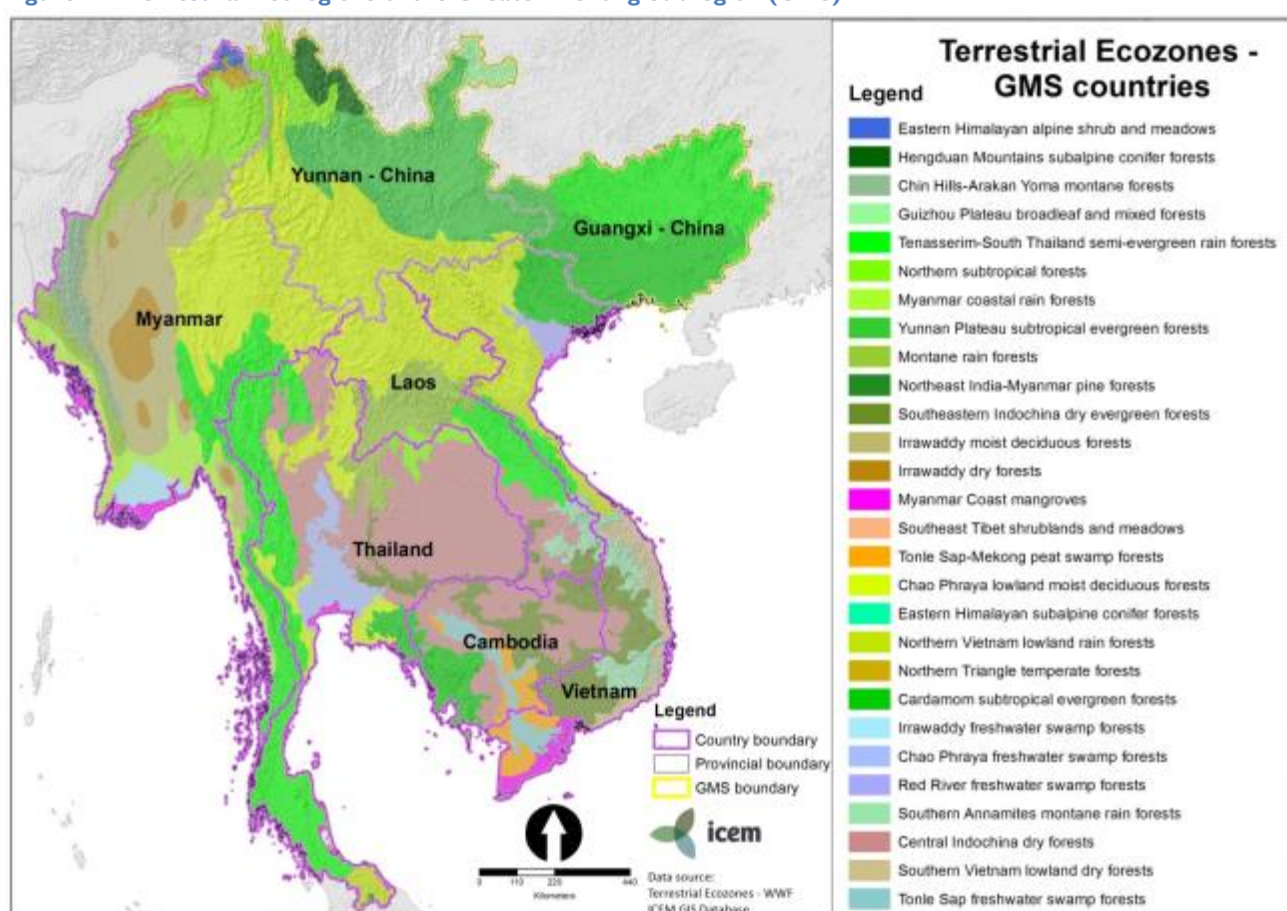 Terrestrial Ecozones -
GMS countries
Legend
Eastern Himalayan alpine shrub and meadows
Hengduan Mountains subalpine conifer forests
Chin Hills-Arakan Yoma montane forests
Guizhou Plateau broadleaf and mixed forests
Tenasserim-South Thailand semi-evergreen rain forests
Northern subtropical forests
Myanmar coastal rain forests
Yunnan Plateau subtropical evergreen forests
Montane rain forests
Northeast India-Myanmar pine forests
Southeastern Indochina dry evergreen forests
Irrawaddy moist deciduous forests
Irrawaddy dry forests
Myanmar Coast mangroves
Southeast Tibet shrublands and meadows
Tonle Sap-Mekong peat swamp forests
Chao Phraya lowland moist deciduous forests
Eastern Himalayan subalpine conifer forests
Northern Vietnam lowland rain forests
Northern Triangle temperate forests
Cardamom subtropical evergreen forests
Irrawaddy freshwater swamp forests
Chao Phraya freshwater swamp forests
Red River freshwater swamp forests
Southern Annamites montane rain forests
Central Indochina dry forests
Southern Vietnam lowland dry forests
Tonle Sap freshwater swamp forests
Yunnan - China
Guangxi - China
Myanmar
Laos
Thailand
Cambodia
Vietnam
Legend
Country boundary
Provincial boundary
GMS boundary
icem
0 110 220 440
Kilometers
Data source:
Terrestrial Ecozones - WWF
ICEM GIS Database